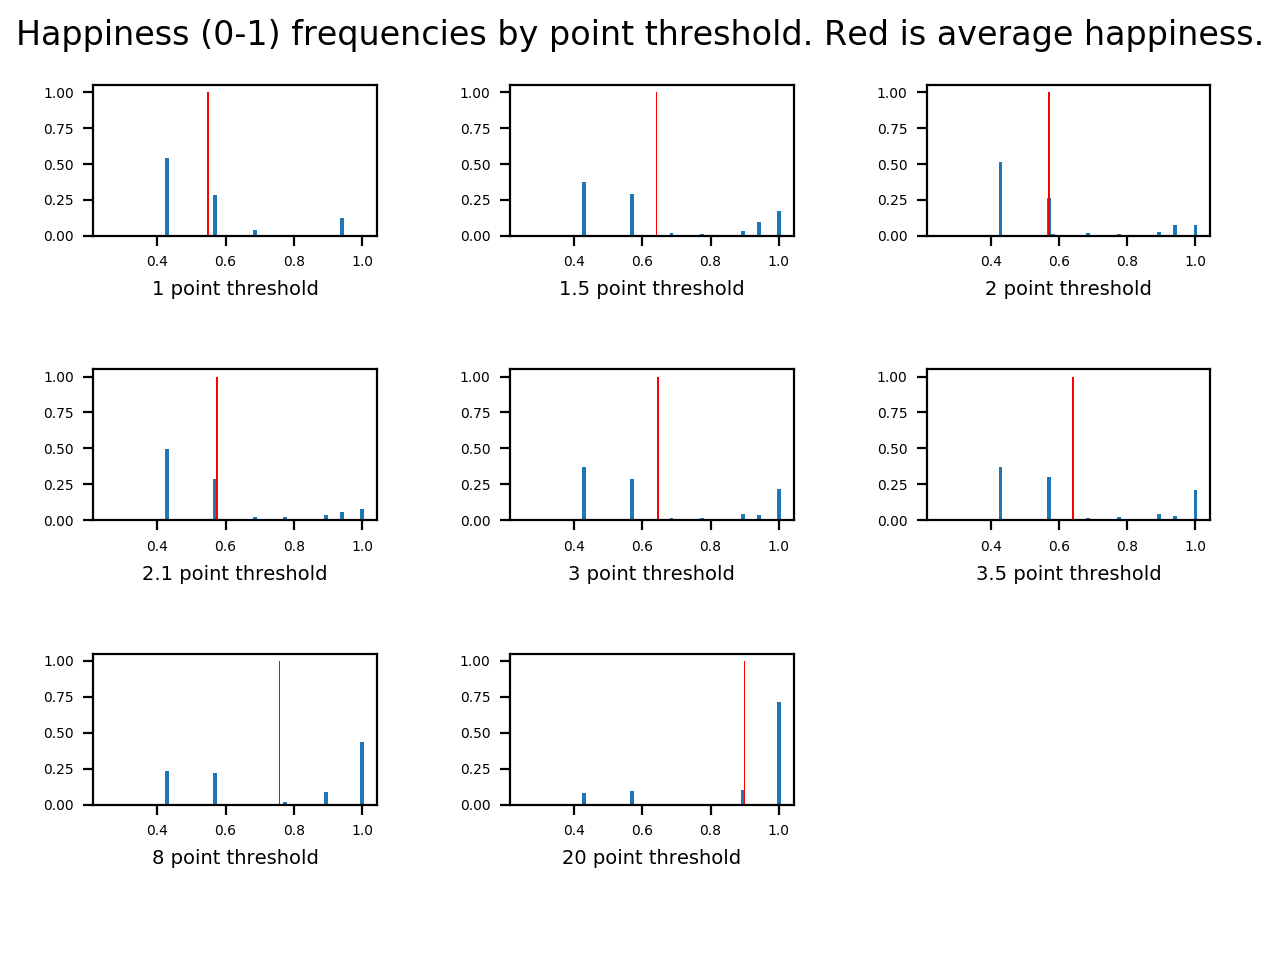 Happiness (0-1) frequencies by point threshold. Red is average happiness.
1.00 1.00 1.00
0.75 0.75 0.75
0.50 0.50 0.50
0.25 0.25 0.25
0.00 0.00 0.00
0.4 0.6 0.8 1.0 0.4 0.6 0.8 1.0 0.4 0.6 0.8 1.0
1 point threshold 1.5 point threshold 2 point threshold
1.00 1.00 1.00
0.75 0.75 0.75
0.50 0.50 0.50
0.25 0.25 0.25
0.00 0.00 0.00
0.4 0.6 0.8 1.0 0.4 0.6 0.8 1.0 0.4 0.6 0.8 1.0
2.1 point threshold 3 point threshold 3.5 point threshold
1.00 1.00
0.75 0.75
0.50 0.50
0.25 0.25
0.00 0.00
0.4 0.6 0.8 1.0 0.4 0.6 0.8 1.0
8 point threshold 20 point threshold